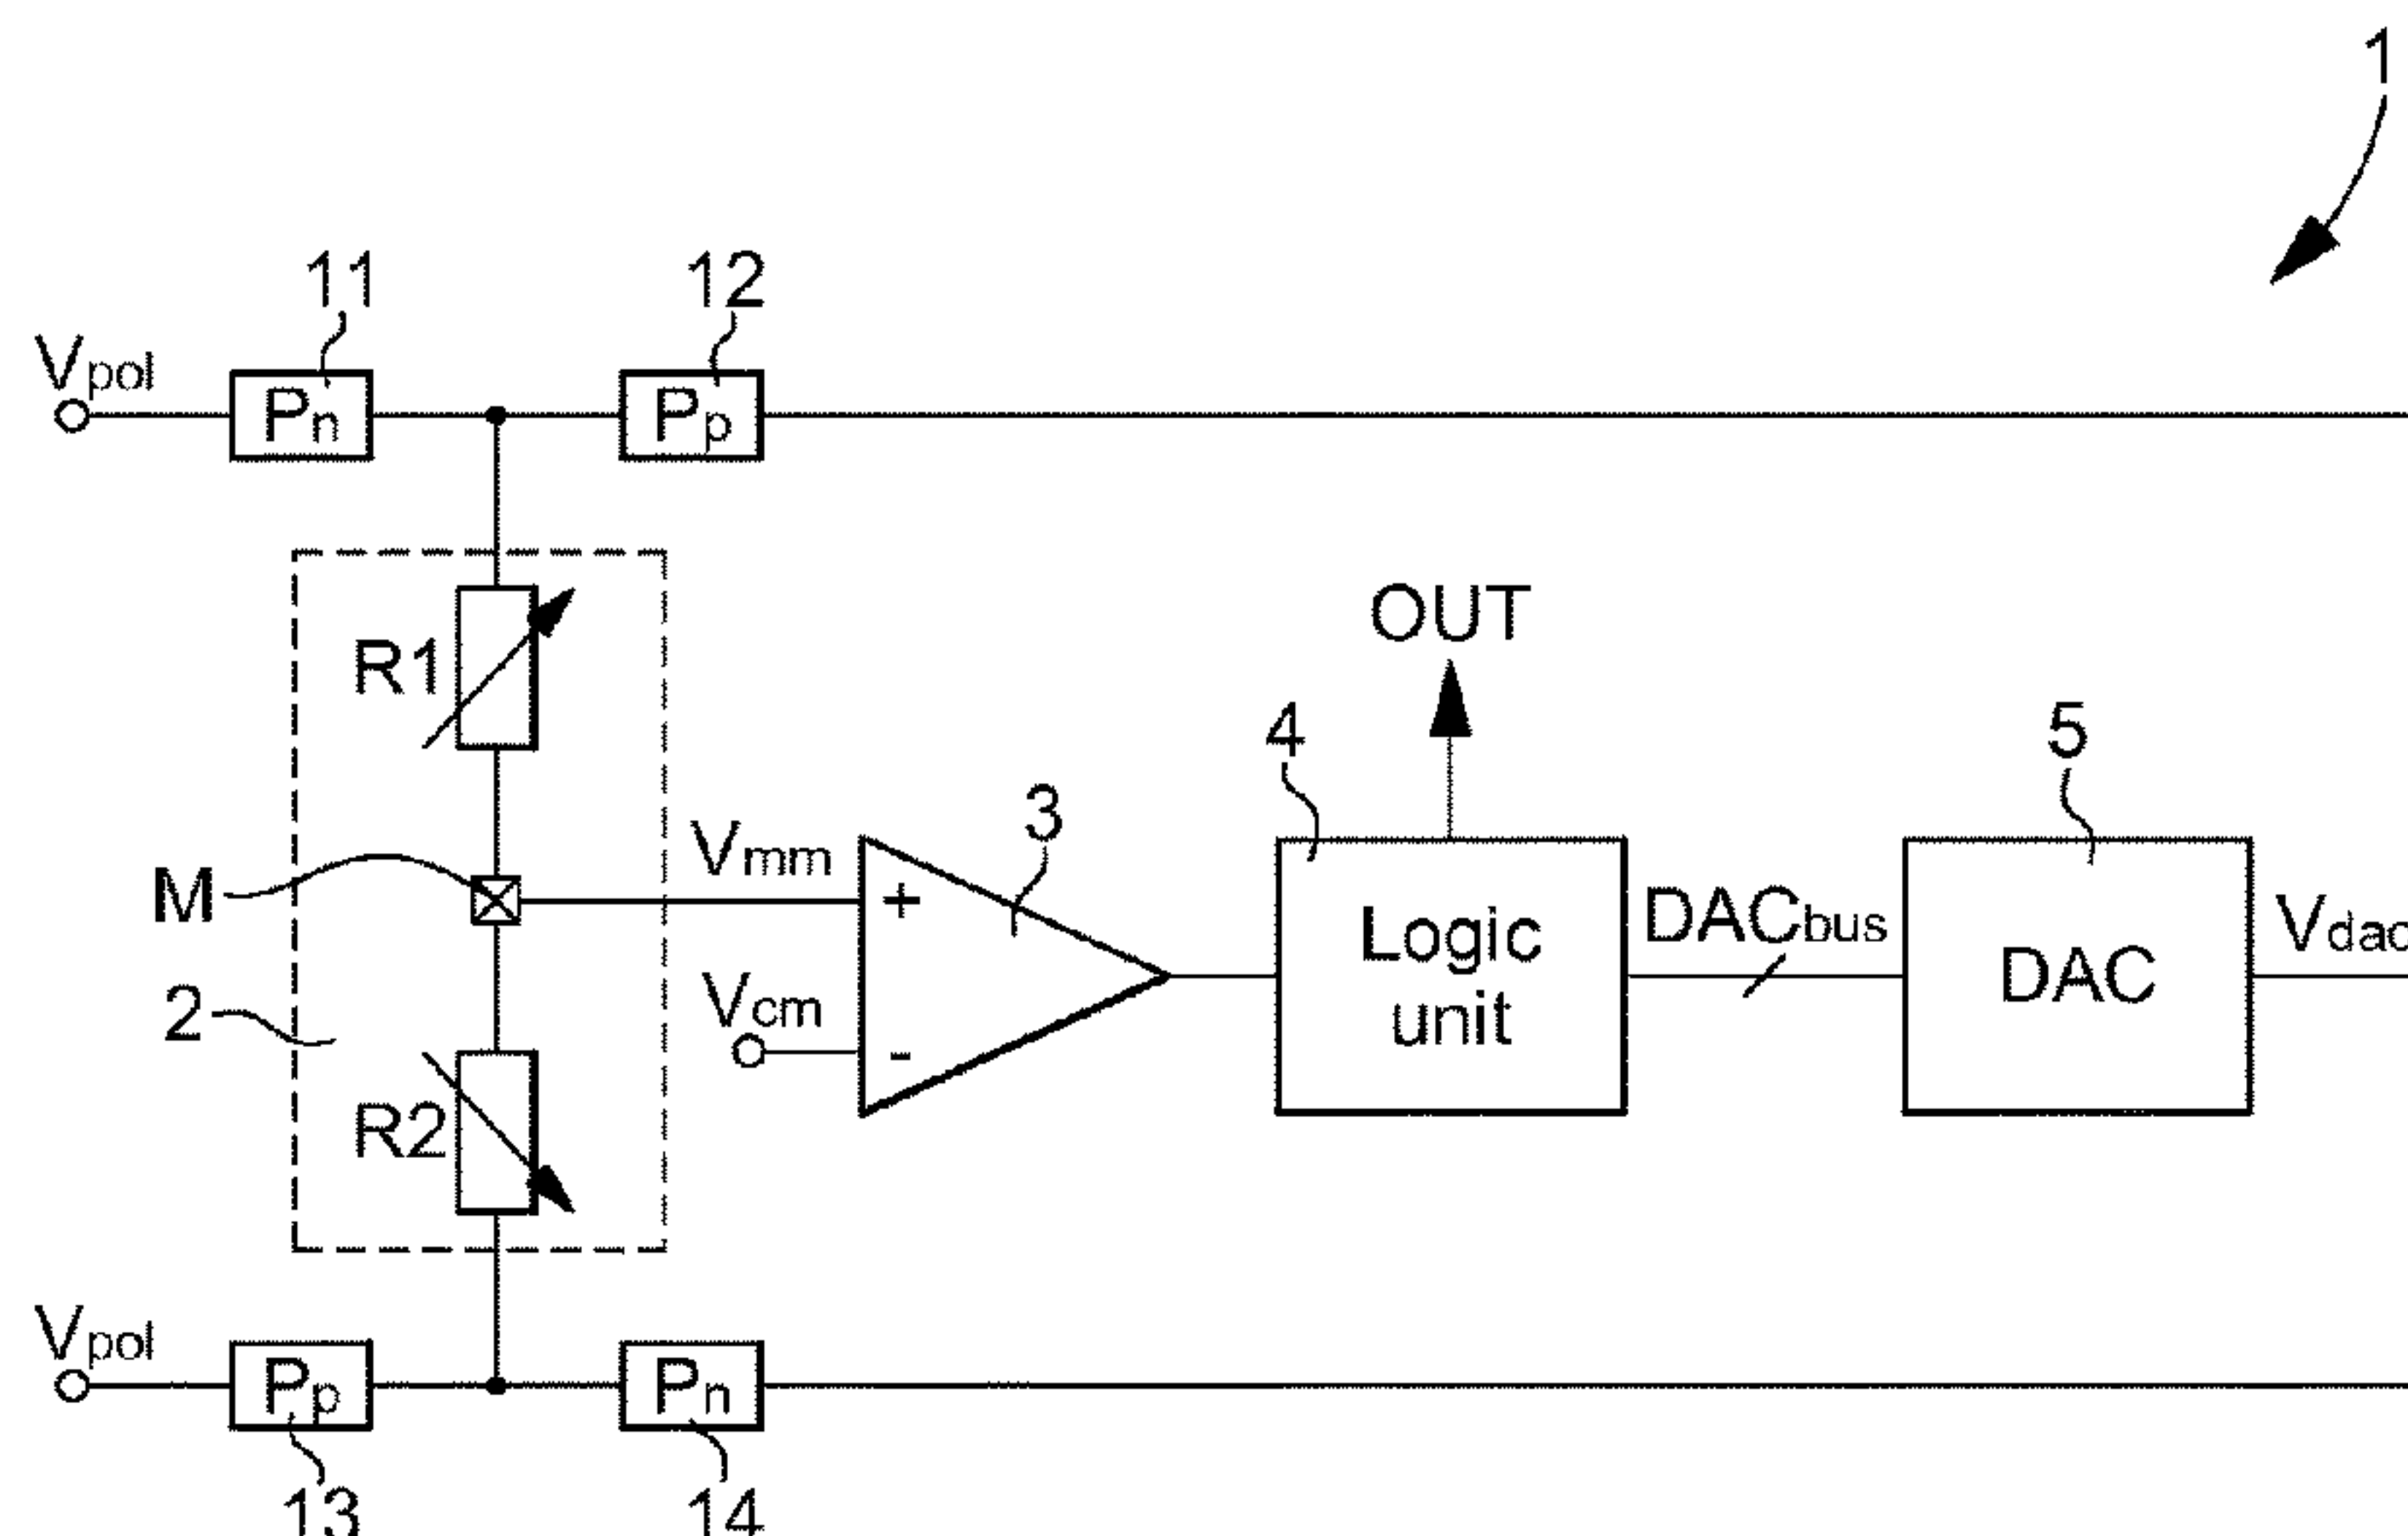 1
11
12
Vpol
Pn
Pp
R1
OUT
4
5
3
Vmm
M
+
Logic
unit
DACbus
DAC
Vdac
2
Vcm
-
R2
Vpol
Pp
Pn
13
14